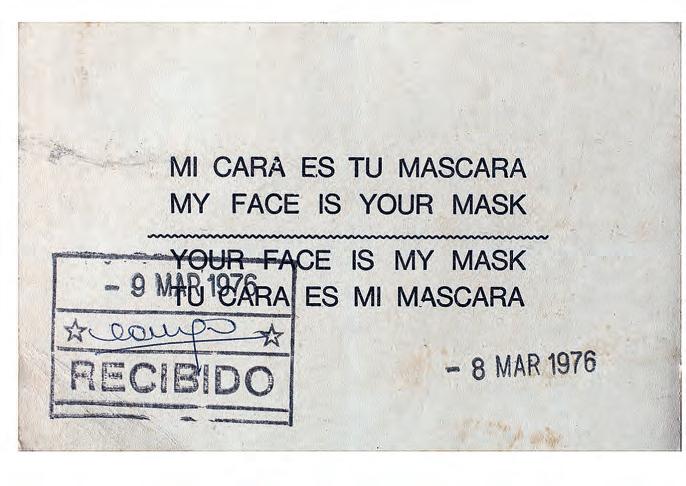 MI CARA ES TU MASCARA
MY FACE IS YOUR MASK
YOUR FACE IS MY MASK
TU CARA ES MI MASCARA
- 9 MAR 1976
RECIBIDO
- 8 MAR 1976